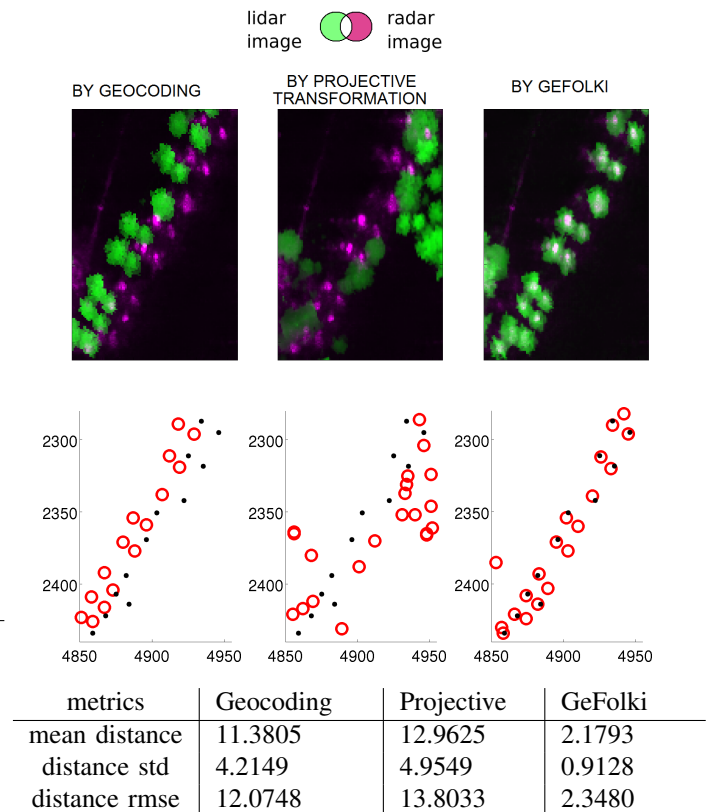 lidar radar
image image
BY GEOCODING
BY PROJECTIVE
TRANSFORMATION
BY GEFOLKI
2300
2350
2400
4850 4900 4950
2300
2350
2400
4850 4900 4950
2300
2350
2400
4850 4900 4950
metrics Geocoding Projective GeFolki
mean distance 11.3805 12.9625 2.1793
distance std 4.2149 4.9549 0.9128
distance rmse 12.0748 13.8033 2.3480